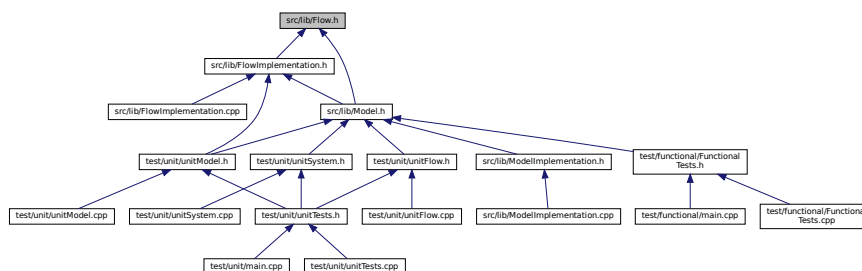 src/lib/Flow.h
src/lib/FlowImplementation.h
src/lib/FlowImplementation.cpp
src/lib/Model.h
test/unit/unitModel.h
test/unit/unitSystem.h
test/unit/unitFlow.h
src/lib/ModelImplementation.h
test/functional/Functional
Tests.h
test/unit/unitModel.cpp
test/unit/unitSystem.cpp
test/unit/unitTests.h
test/unit/unitFlow.cpp
src/lib/ModelImplementation.cpp
test/functional/main.cpp
test/functional/Functional
Tests.cpp
test/unit/main.cpp
test/unit/unitTests.cpp